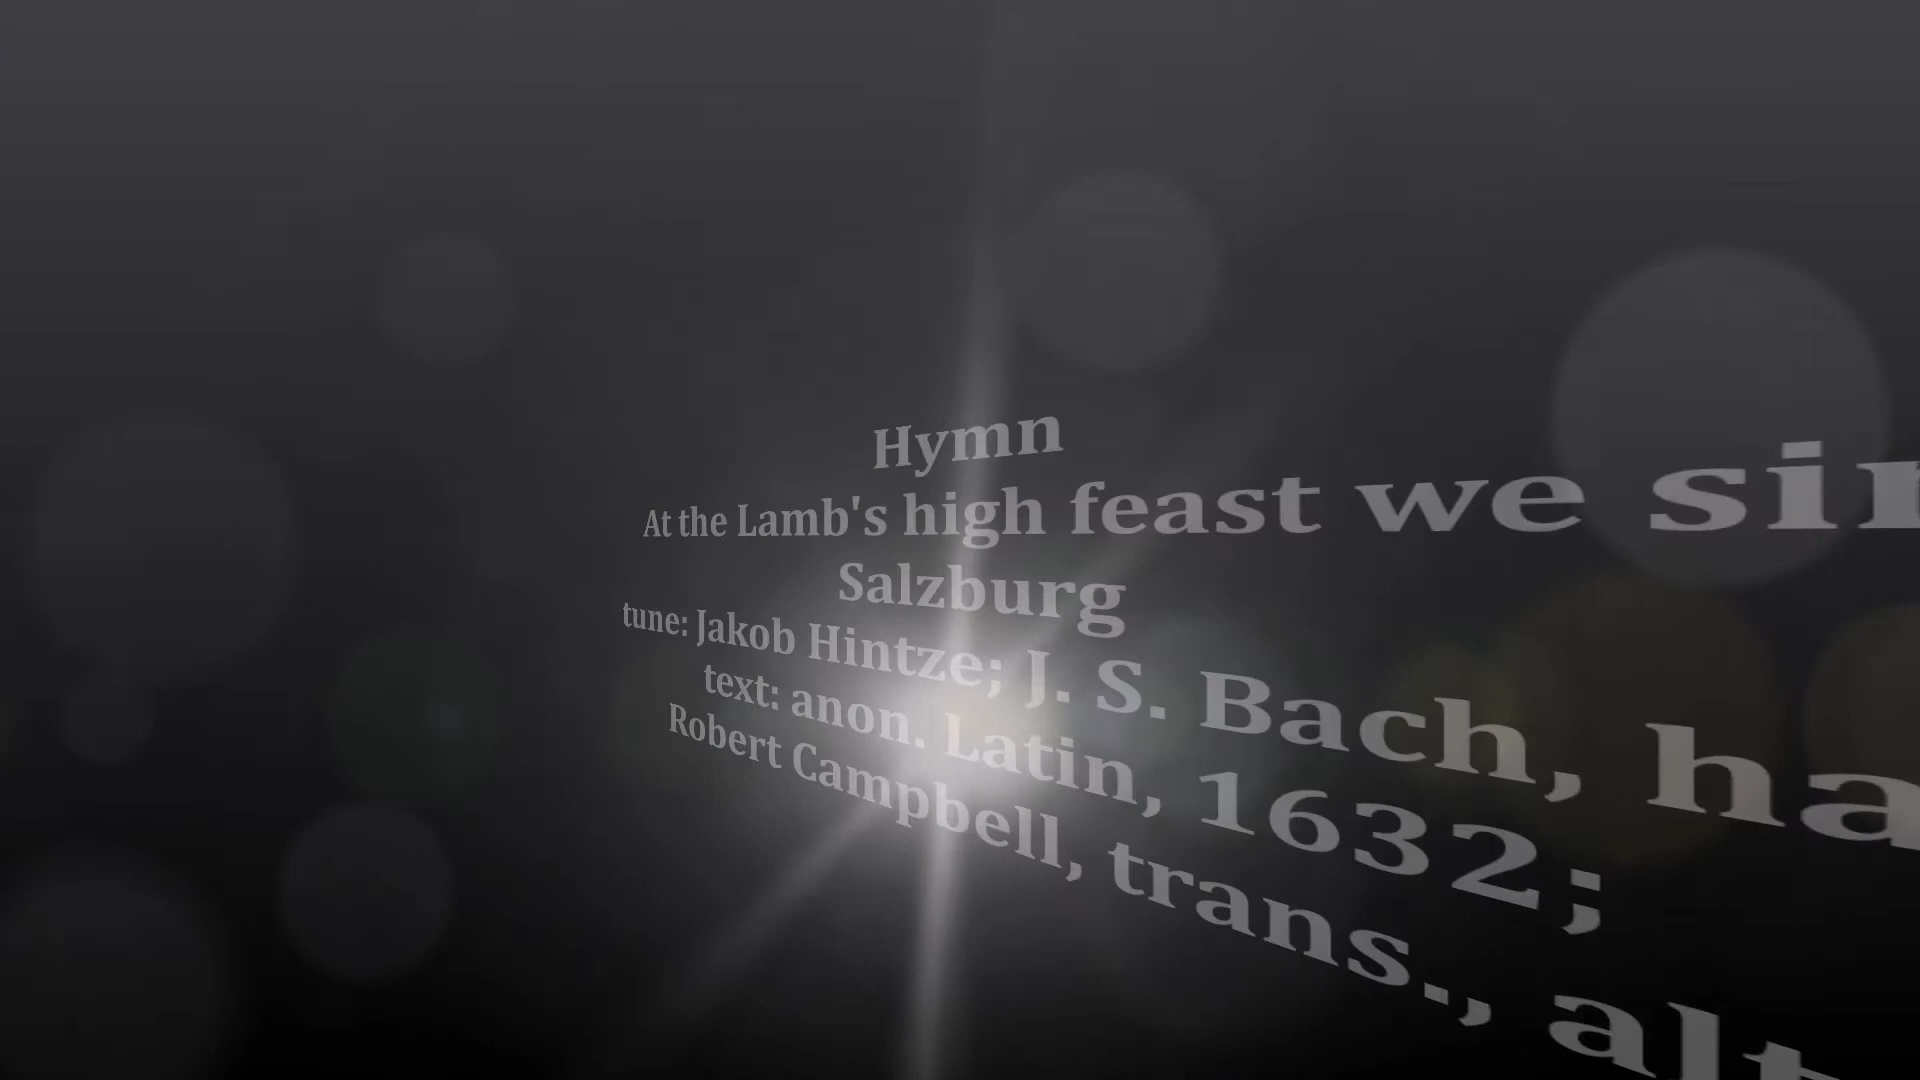 Hymn
At the Lamb's high feast we sin
Salzburg
tune: Jakob Hintze; J. S. Bach, ha
text: anon. Latin, 1632;
Robert Campbell, trans., alt